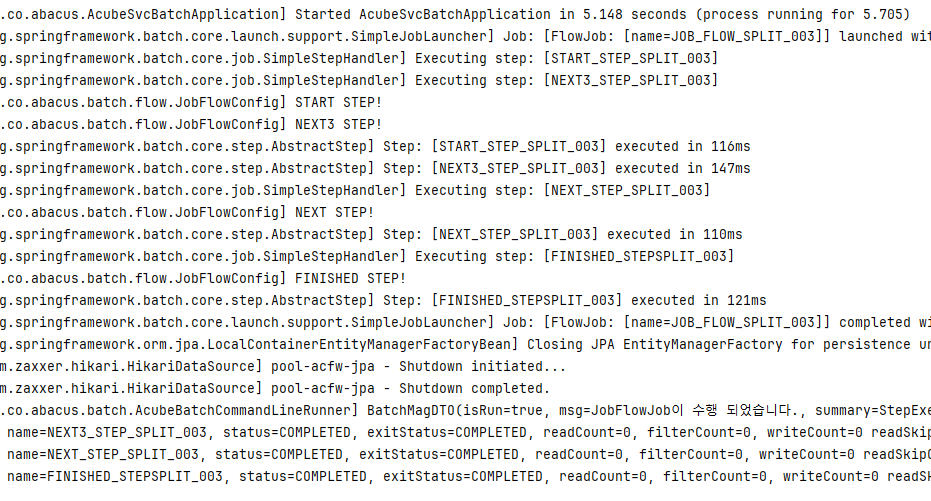 .co.abacus.AcubeSvcBatchApplication] Started AcubeSvcBatchApplication in 5.148 seconds (process running for 5.705)
g.springframework.batch.core.launch.support.SimpleJobLauncher] Job: [FlowJob: [name=JOB_FLOW_SPLIT_003]] launched wit
g.springframework.batch.core.job.SimpleStepHandler] Executing step: [START_STEP_SPLIT_003]
g.springframework.batch.core.job.SimpleStepHandler] Executing step: [NEXT3_STEP_SPLIT_003]
.co.abacus.batch.flow.JobFlowConfig] START STEP!
.co.abacus.batch.flow.JobFlowConfig] NEXT3 STEP!
g.springframework.batch.core.step.AbstractStep] Step: [START_STEP_SPLIT_003] executed in 116ms
g.springframework.batch.core.step.AbstractStep] Step: [NEXT3_STEP_SPLIT_003] executed in 147ms
g.springframework.batch.core.job.SimpleStepHandler] Executing step: [NEXT_STEP_SPLIT_003]
.co.abacus.batch.flow.JobFlowConfig] NEXT STEP!
g.springframework.batch.core.step.AbstractStep] Step: [NEXT_STEP_SPLIT_003] executed in 110ms
g.springframework.batch.core.job.SimpleStepHandler] Executing step: [FINISHED_STEPSPLIT_003]
.co.abacus.batch.flow.JobFlowConfig] FINISHED STEP!
g.springframework.batch.core.step.AbstractStep] Step: [FINISHED_STEPSPLIT_003] executed in 121ms
g.springframework.batch.core.launch.support.SimpleJobLauncher] Job: [FlowJob: [name=JOB_FLOW_SPLIT_003]] completed wi
g.springframework.orm.jpa.LocalContainerEntityManagerFactoryBean] Closing JPA EntityManagerFactory for persistence un
m.zaxxer.hikari.HikariDataSource] pool-acfw-jpa - Shutdown initiated...
m.zaxxer.hikari.HikariDataSource] pool-acfw-jpa - Shutdown completed.
.co.abacus.batch.AcubeBatchCommandLineRunner] BatchMagDTO(isRun=true, msg=JobFlowJob이 수행 되었습니다., summary=StepExe
name=NEXT3_STEP_SPLIT_003, status=COMPLETED, exitStatus=COMPLETED, readCount=0, filterCount=0, writeCount=0 readSkip
name=NEXT_STEP_SPLIT_003, status=COMPLETED, exitStatus=COMPLETED, readCount=0, filterCount=0, writeCount=0 readSkipC
name=FINISHED_STEPSPLIT_003, status=COMPLETED, exitStatus=COMPLETED, readCount=0, filterCount=0, writeCount=0 readSk